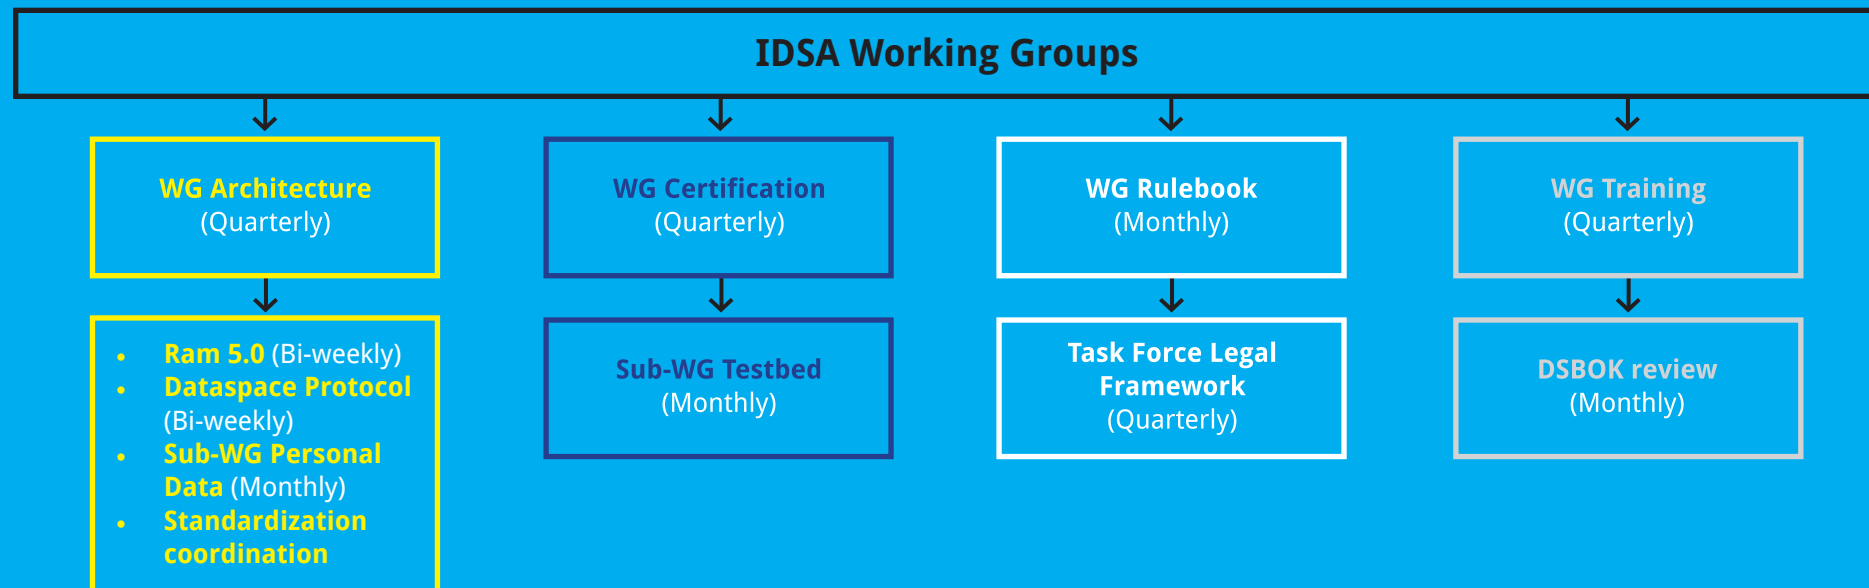 IDSA Working Groups
WG Architecture
(Quarterly)
WG Certification
(Quarterly)
WG Rulebook
(Monthly)
WG Training
(Quarterly)
• Ram 5.0 (Bi-weekly)
• Dataspace Protocol
(Bi-weekly)
• Sub-WG Personal
Data (Monthly)
• Standardization
coordination
Sub-WG Testbed
(Monthly)
Task Force Legal
Framework
(Quarterly)
DSBOK review
(Monthly)